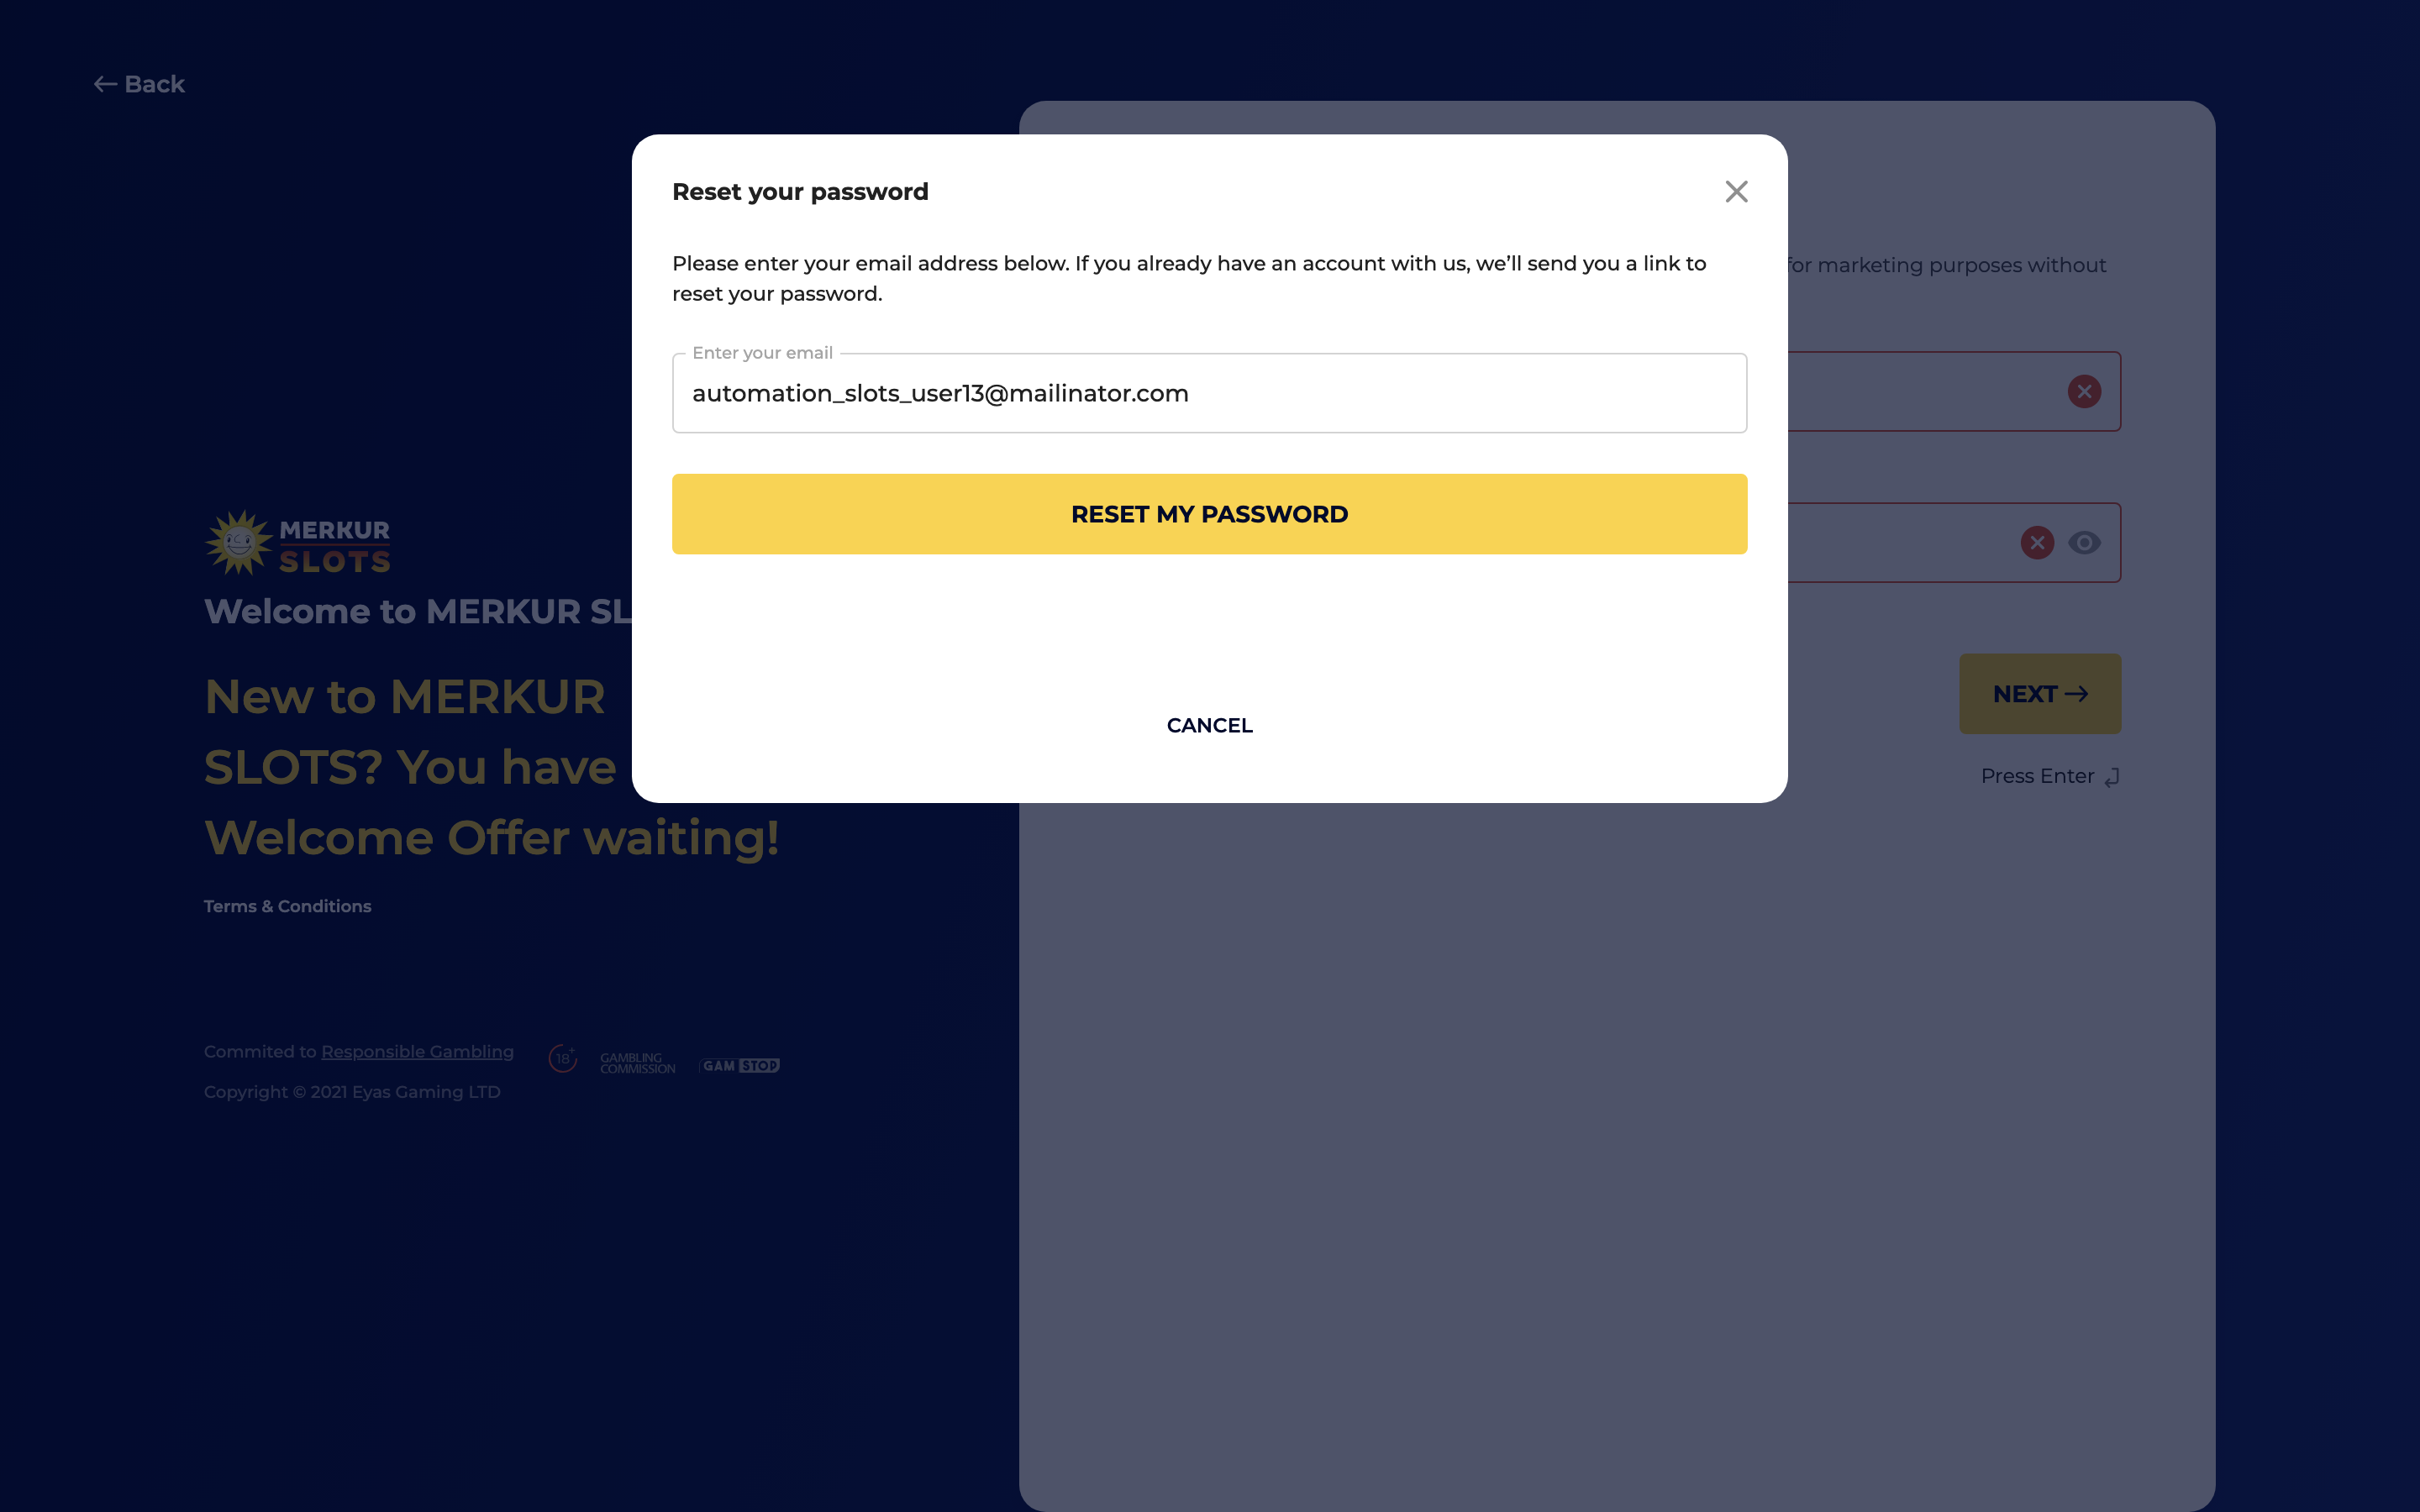 Back
Reset your password
Please enter your email address below. If you already have an account with us, we’ll send you a link to
reset your password.
Enter your email
automation_slots_user13@mailinator.com
RESET MY PASSWORD
CANCEL
for marketing purposes without
NEXT
Press Enter
MERKUR
SLOTS
Welcome to MERKUR SL
New to MERKUR
SLOTS? You have
Welcome Offer waiting!
Terms & Conditions
Commited to Responsible Gambling
18+
GAMBLING
COMMISSION
GAMSTOP
Copyright © 2021 Eyas Gaming LTD